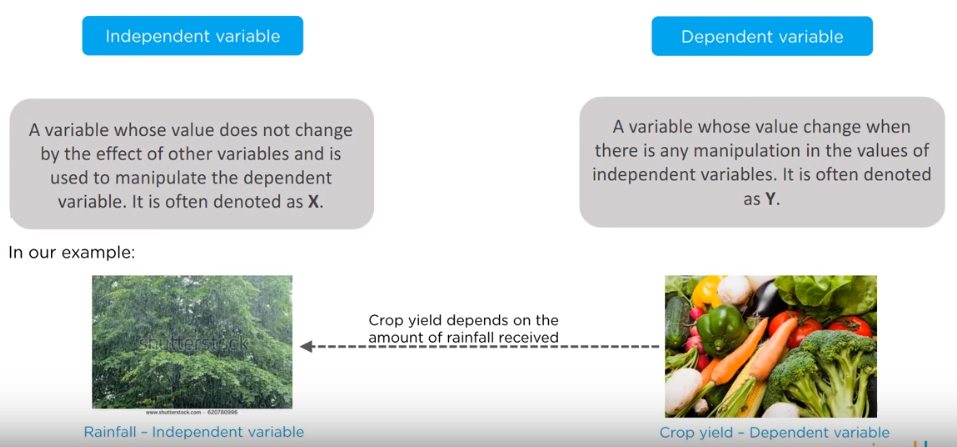 Independent variable
Dependent variable
A variable whose value does not change
by the effect of other variables and is
used to manipulate the dependent
variable. It is often denoted as X.
A variable whose value change when
there is any manipulation in the values of
independent variables. It is often denoted
as Y.
In our example:
shutterstock
Crop yield depends on the
amount of rainfall received
www.shutterstock.com · 620780996
Rainfall – Independent variable
Crop yield – Dependent variable